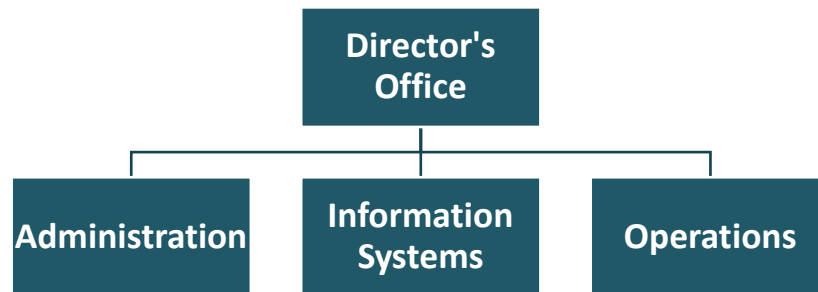 Director's
Office
Administration
Information
Systems
Operations